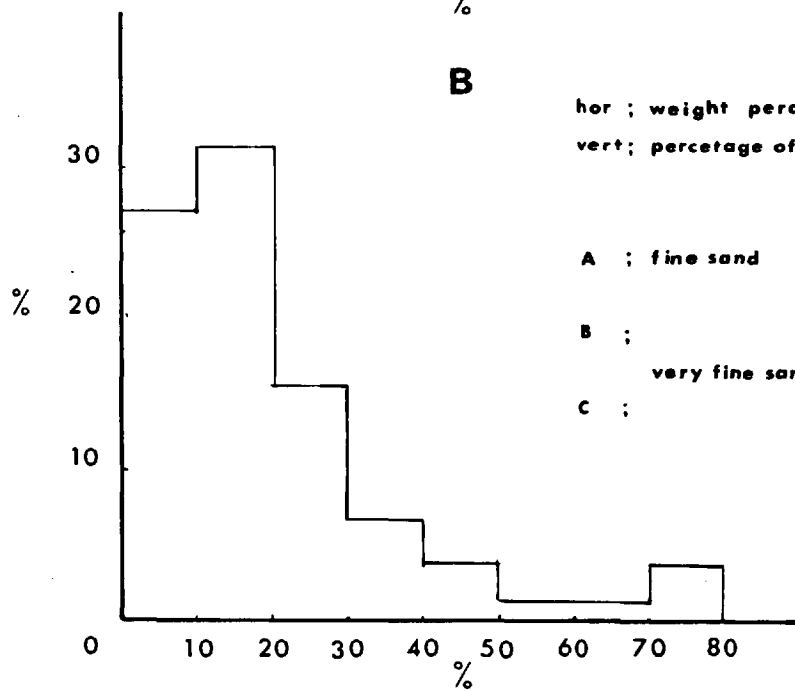 %
B
hor ; weight perc
vert; percetage of
30
A ; fine sand
% 20
B ;
very fine san
10
C ;
0 10 20 30 40 50 60 70 80
%